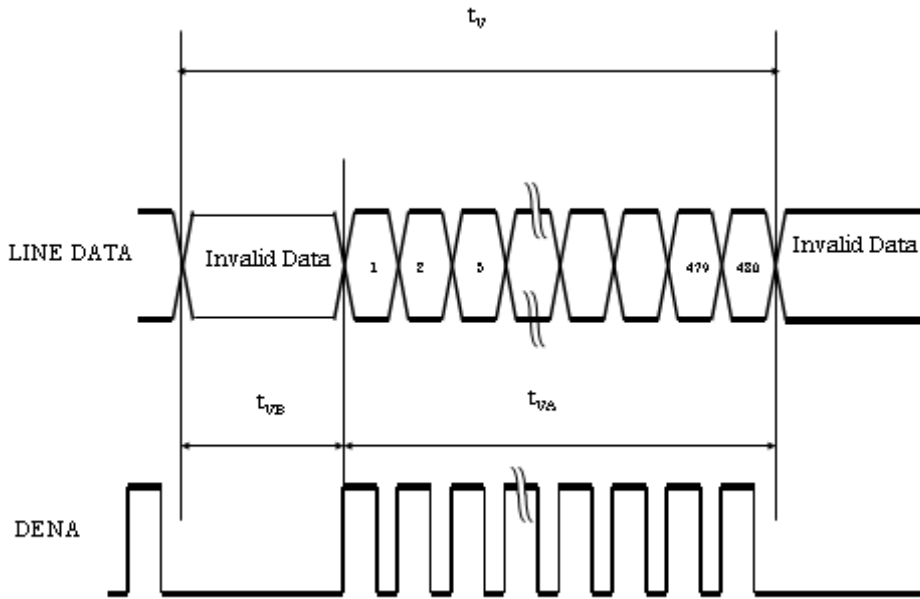 tV
LINE DATA
Invalid Data
1
2
3
479
480
Invalid
Data
tVB
tVA
DENA